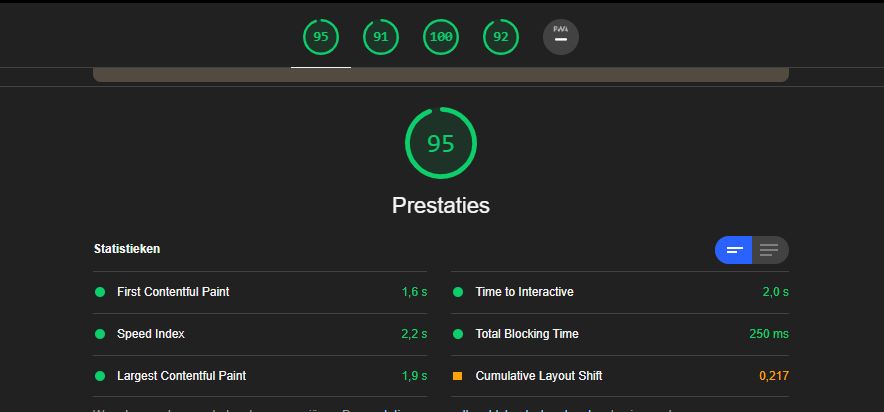 95 91 100 92 PWA
95
Prestaties
Statistieken
First Contentful Paint 1,6 s
Time to Interactive 2,0 s
Speed Index 2,2 s
Total Blocking Time 250 ms
Largest Contentful Paint 1,9 s
Cumulative Layout Shift 0,217